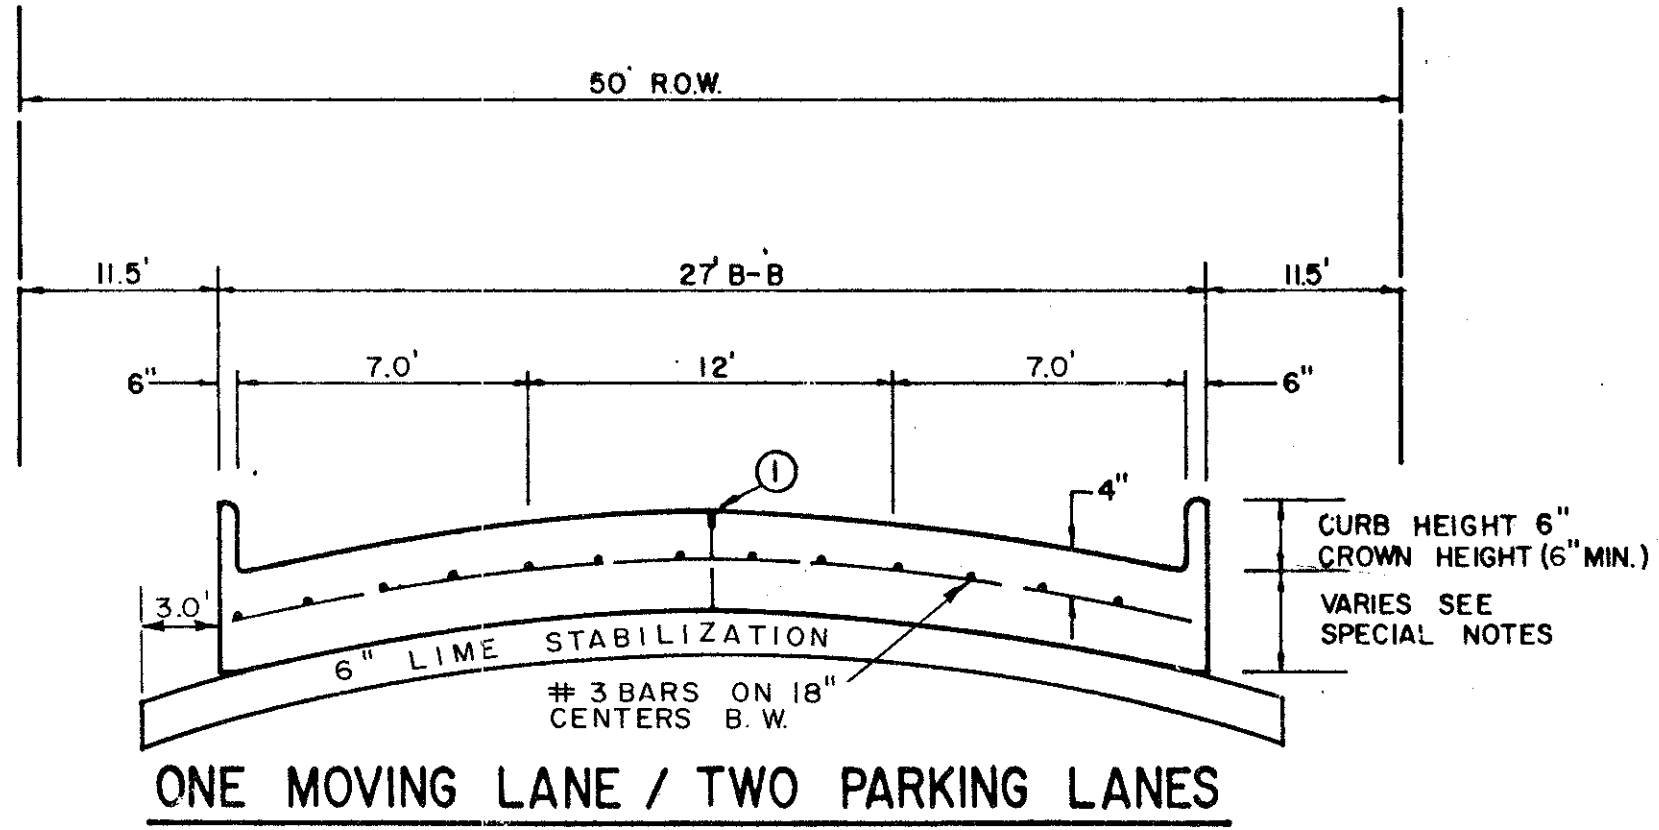 50' R.O.W.
11.5'
27' B-B
11.5'
6"
7.0'
12'
7.0'
6"
1
4"
CURB HEIGHT 6"
CROWN HEIGHT (6" MIN.)
3.0'
VARIES SEE
SPECIAL NOTES
6" LIME STABILIZATION
# 3 BARS ON 18"
CENTERS B.W.
ONE MOVING LANE / TWO PARKING LANES